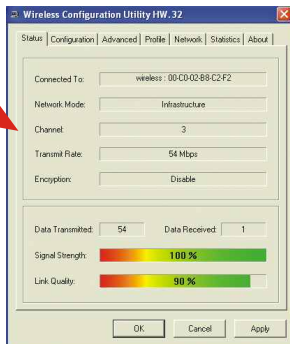 Wireless Configuration Utility HW.32
Status Configuration Advanced Profile Network Statistics About
Connected To: wireless : 00-C0-02-B8-C2-F2
Network Mode: Infrastructure
Channel: 3
Transmit Rate: 54 Mbps
Encryption: Disable
Data Transmitted: 54 Data Received: 1
Signal Strength: 100 %
Link Quality: 90 %
OK Cancel Apply